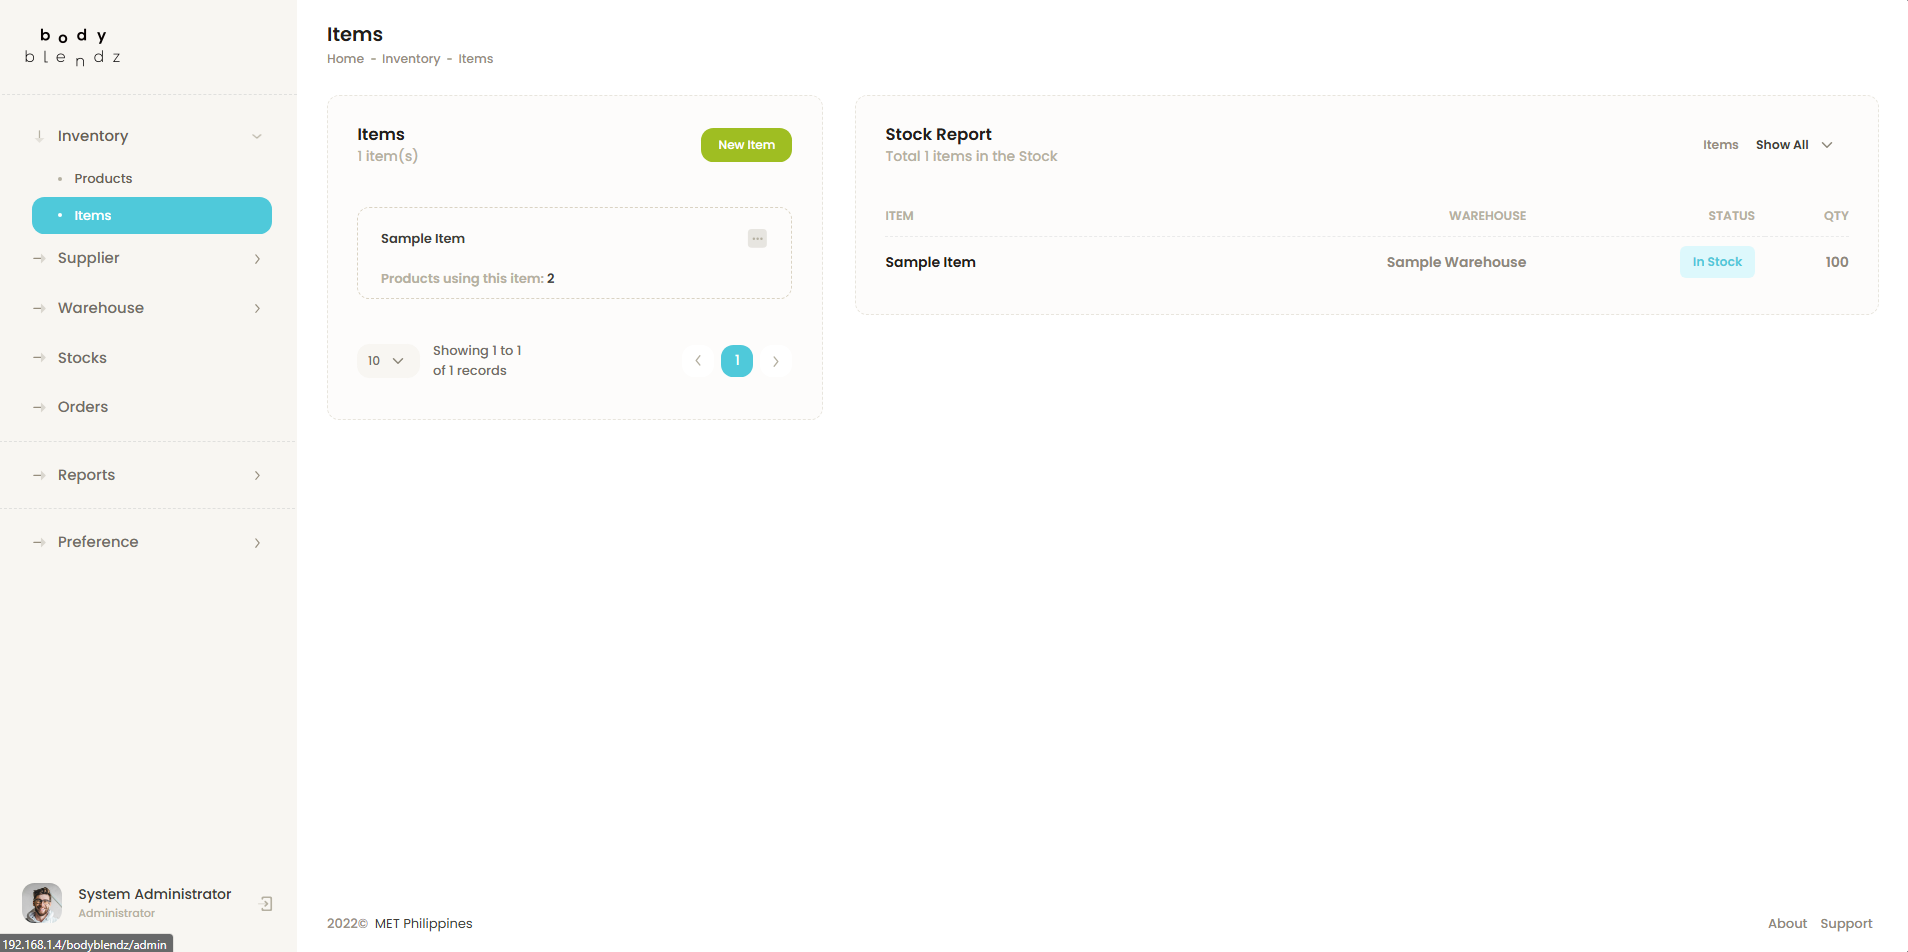 body
blendz
Inventory
Products
Items
Supplier
Warehouse
Stocks
Orders
Reports
Preference
System Administrator
Administrator
192.168.1.4/bodyblendz/admin
Items
Home - Inventory - Items
Items
1 item(s)
New Item
Sample Item
Products using this item: 2
10
Showing 1 to 1
of 1 records
1
Stock Report
Total 1 items in the Stock
Items Show All
ITEM WAREHOUSE STATUS QTY
Sample Item Sample Warehouse In Stock 100
2022© MET Philippines
About Support